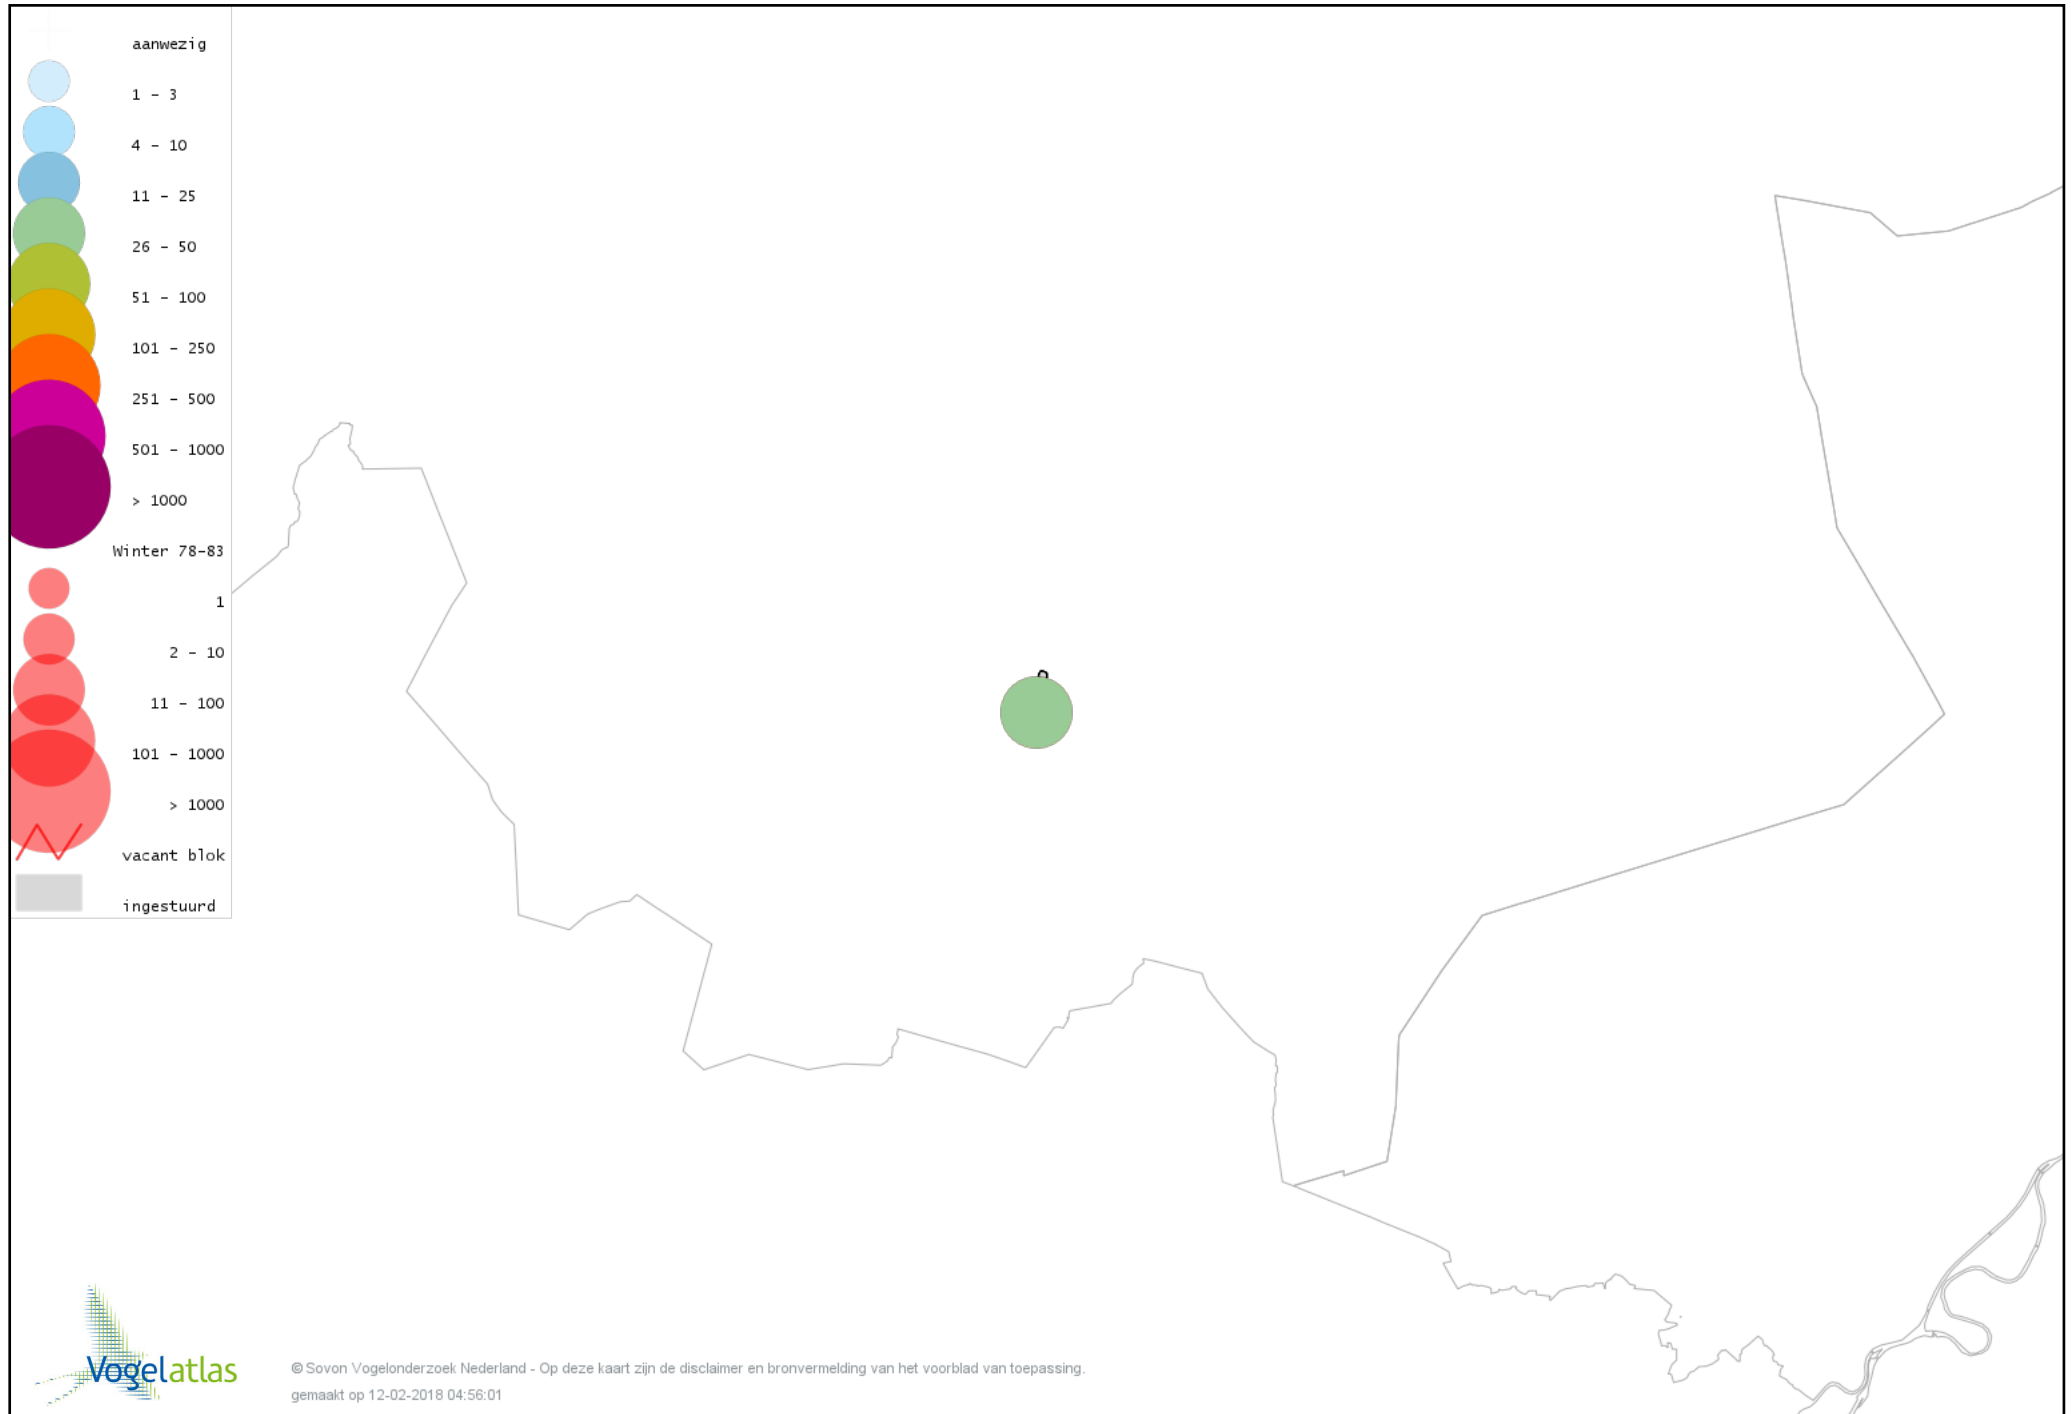 aanwezig
1 - 3
4 - 10
11 - 25
26 - 50
51 - 100
101 - 250
251 - 500
501 - 1000
> 1000
Winter 78-83
1
2 - 10
11 - 100
101 - 1000
> 1000
vacant blok
ingestuurd
Vogelatlas
© Sovon Vogelonderzoek Nederland - Op deze kaart zijn de disclaimer en bronvermelding van het voorblad van toepassing.
gemaakt op 12-02-2018 04:56:01